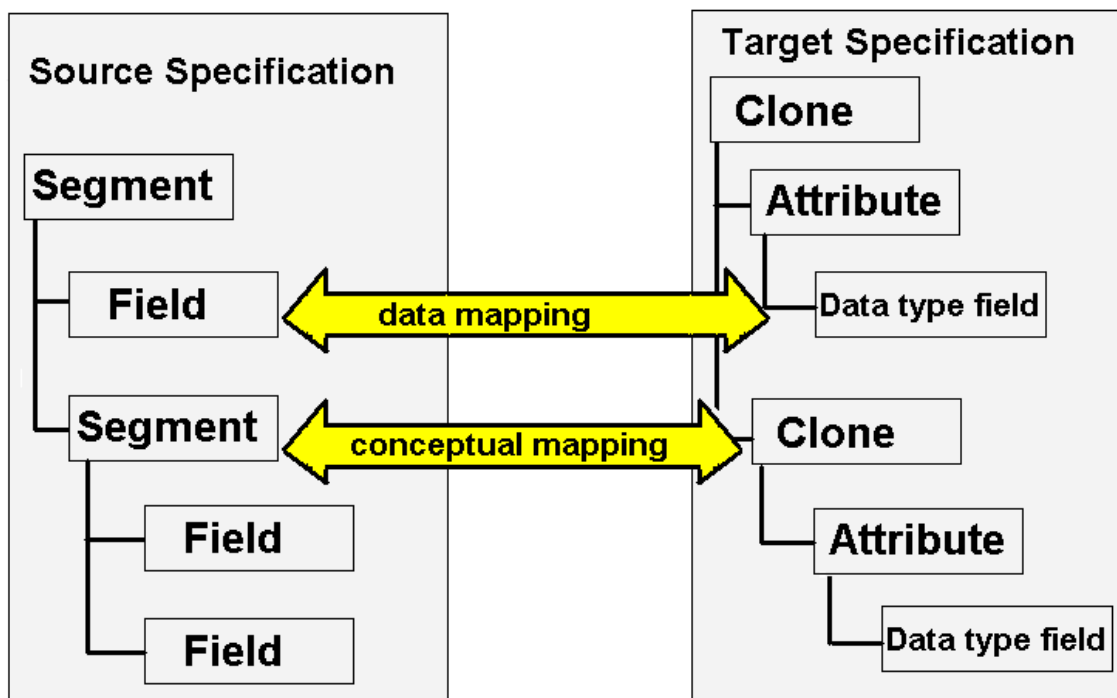 Source Specification
Segment
Field
Segment
Field
Field
data mapping
conceptual mapping
Target Specification
Clone
Attribute
Data type field
Clone
Attribute
Data type field